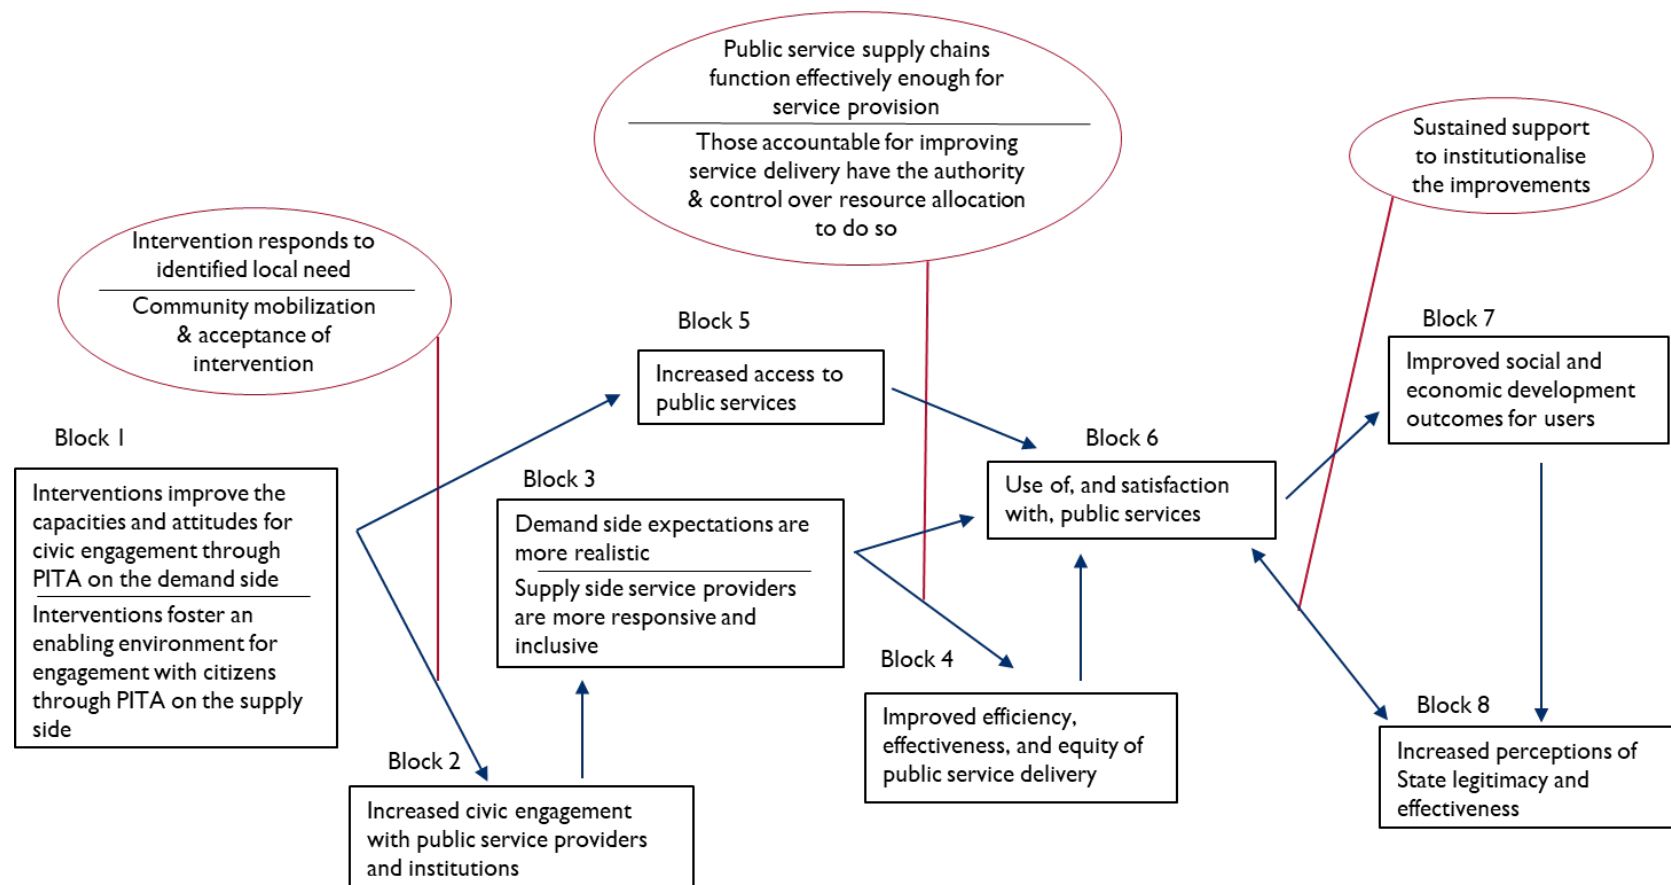 Public service supply chains
function effectively enough for
service provision
Those accountable for improving
service delivery have the authority
& control over resource allocation
to do so
Sustained support
to institutionalise
the improvements
Intervention responds to
identified local need
Community mobilization
& acceptance of
intervention
Block 1
Interventions improve the
capacities and attitudes for
civic engagement through
PITA on the demand side
Interventions foster an
enabling environment for
engagement with citizens
through PITA on the supply
side
Block 2
Increased civic engagement
with public service providers
and institutions
Block 3
Demand side expectations are
more realistic
Supply side service providers
are more responsive and
inclusive
Block 4
Improved efficiency,
effectiveness, and equity of
public service delivery
Block 5
Increased access to
public services
Block 6
Use of, and satisfaction
with, public services
Block 7
Improved social and
economic development
outcomes for users
Block 8
Increased perceptions of
State legitimacy and
effectiveness